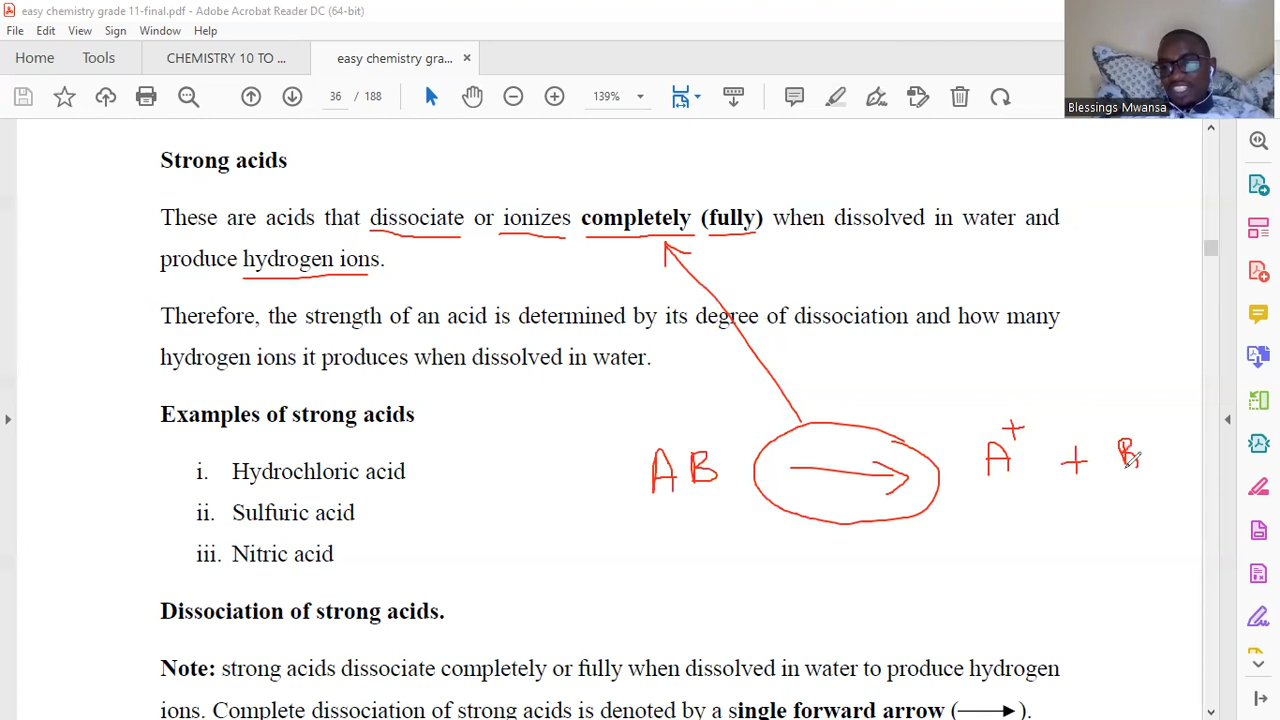 easy chemistry grade 11-final.pdf - Adobe Acrobat Reader DC (64-bit)
File Edit View Sign Window Help
Home Tools CHEMISTRY 10 TO ... easy chemistry gra... ×
36 / 188 139%
Blessings Mwansa
Strong acids
These are acids that dissociate or ionizes completely (fully) when dissolved in water and
produce hydrogen ions.
Therefore, the strength of an acid is determined by its degree of dissociation and how many
hydrogen ions it produces when dissolved in water.
Examples of strong acids
i. Hydrochloric acid
ii. Sulfuric acid
iii. Nitric acid
AB → A⁺ + B
Dissociation of strong acids.
Note: strong acids dissociate completely or fully when dissolved in water to produce hydrogen
ions. Complete dissociation of strong acids is denoted by a single forward arrow (→).